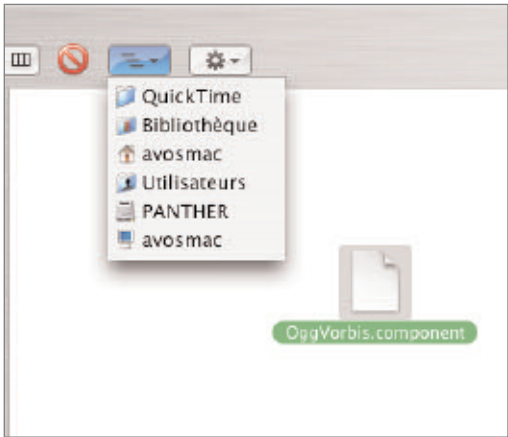 QuickTime
Bibliothèque
avosmac
Utilisateurs
PANTHER
avosmac
OggVorbis.component